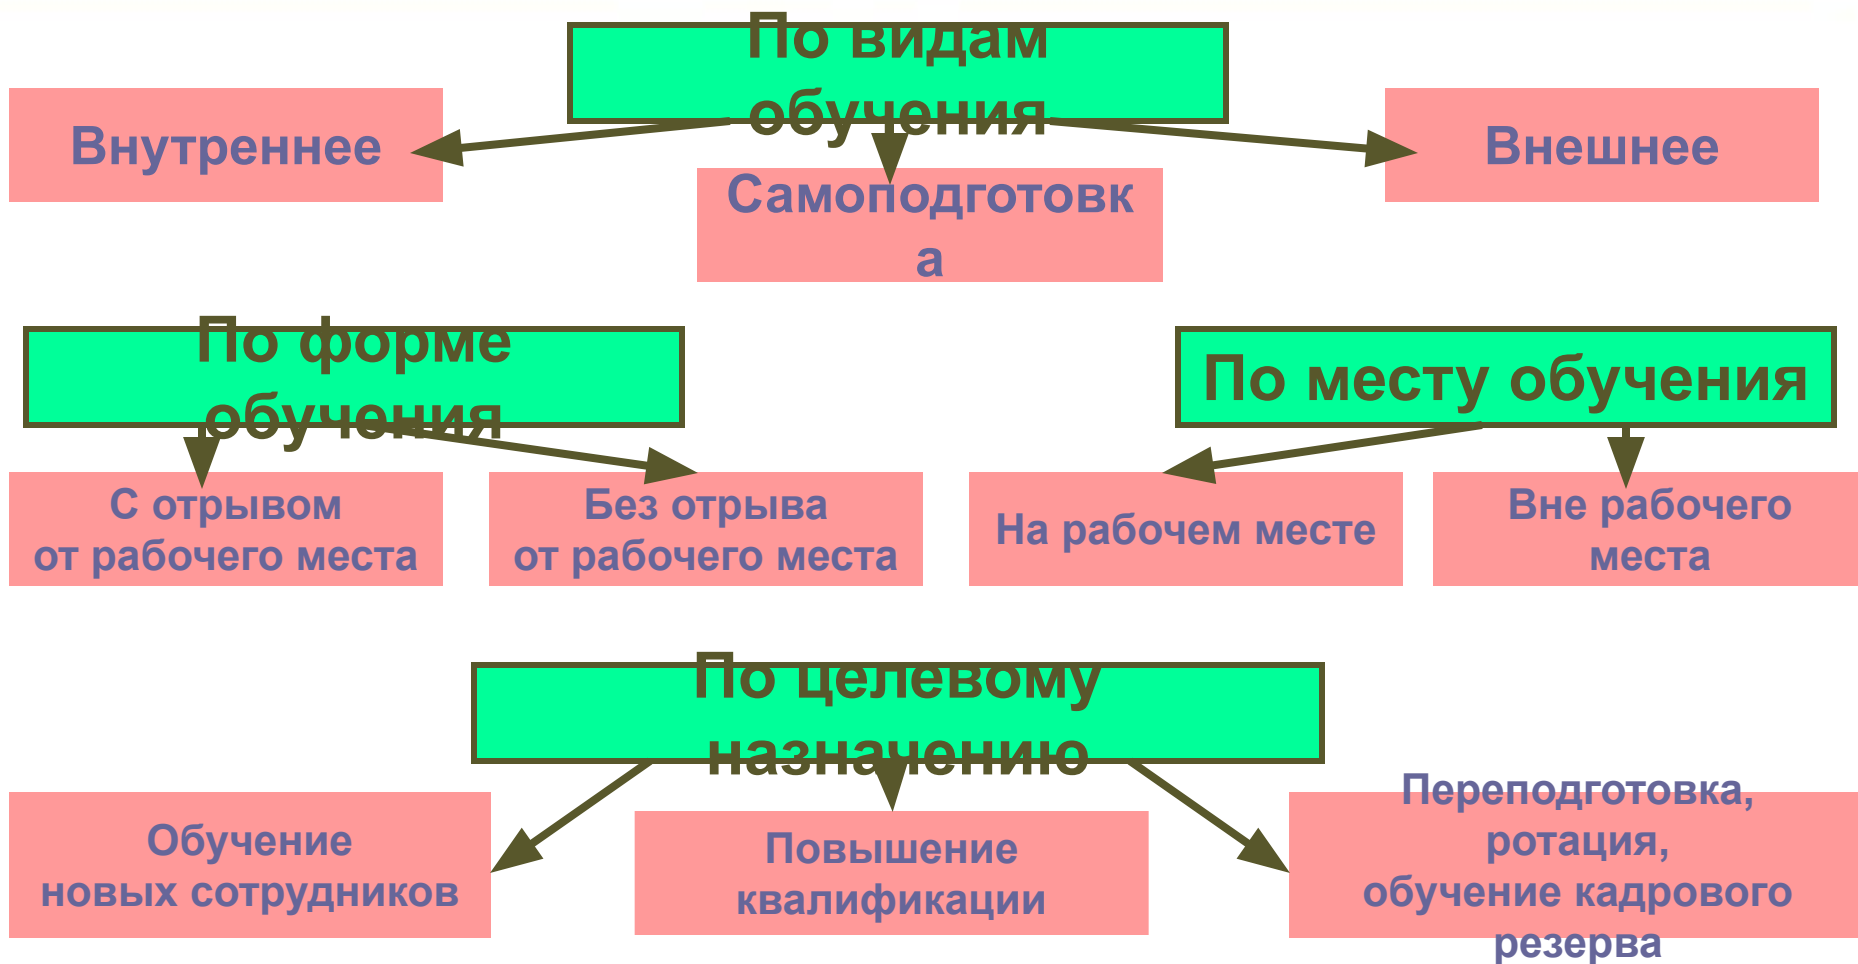 По видам
обучения
Внутреннее
Внешнее
Самоподготовк
а
По форме
обучения
По месту обучения
С отрывом
от рабочего места
Без отрыва
от рабочего места
На рабочем месте
Вне рабочего
места
По целевому
назначению
Обучение
новых сотрудников
Повышение
квалификации
Переподготовка,
ротация,
обучение кадрового
резерва